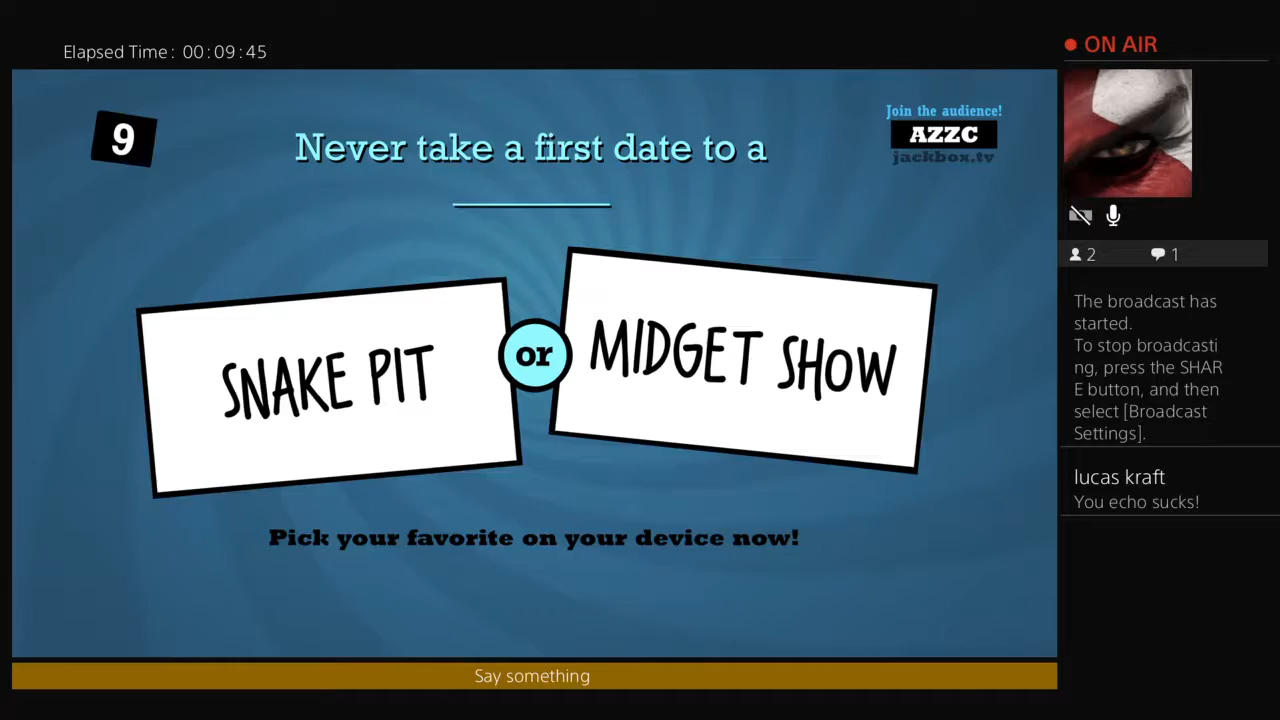 Elapsed Time: 00:09:45
ON AIR
9
Never take a first date to a
Join the audience!
AZZC
jackbox.tv
SNAKE PIT
or
MIDGET SHOW
Pick your favorite on your device now!
Say something
2
1
The broadcast has
started.
To stop broadcasti
ng, press the SHAR
E button, and then
select [Broadcast
Settings].
lucas kraft
You echo sucks!